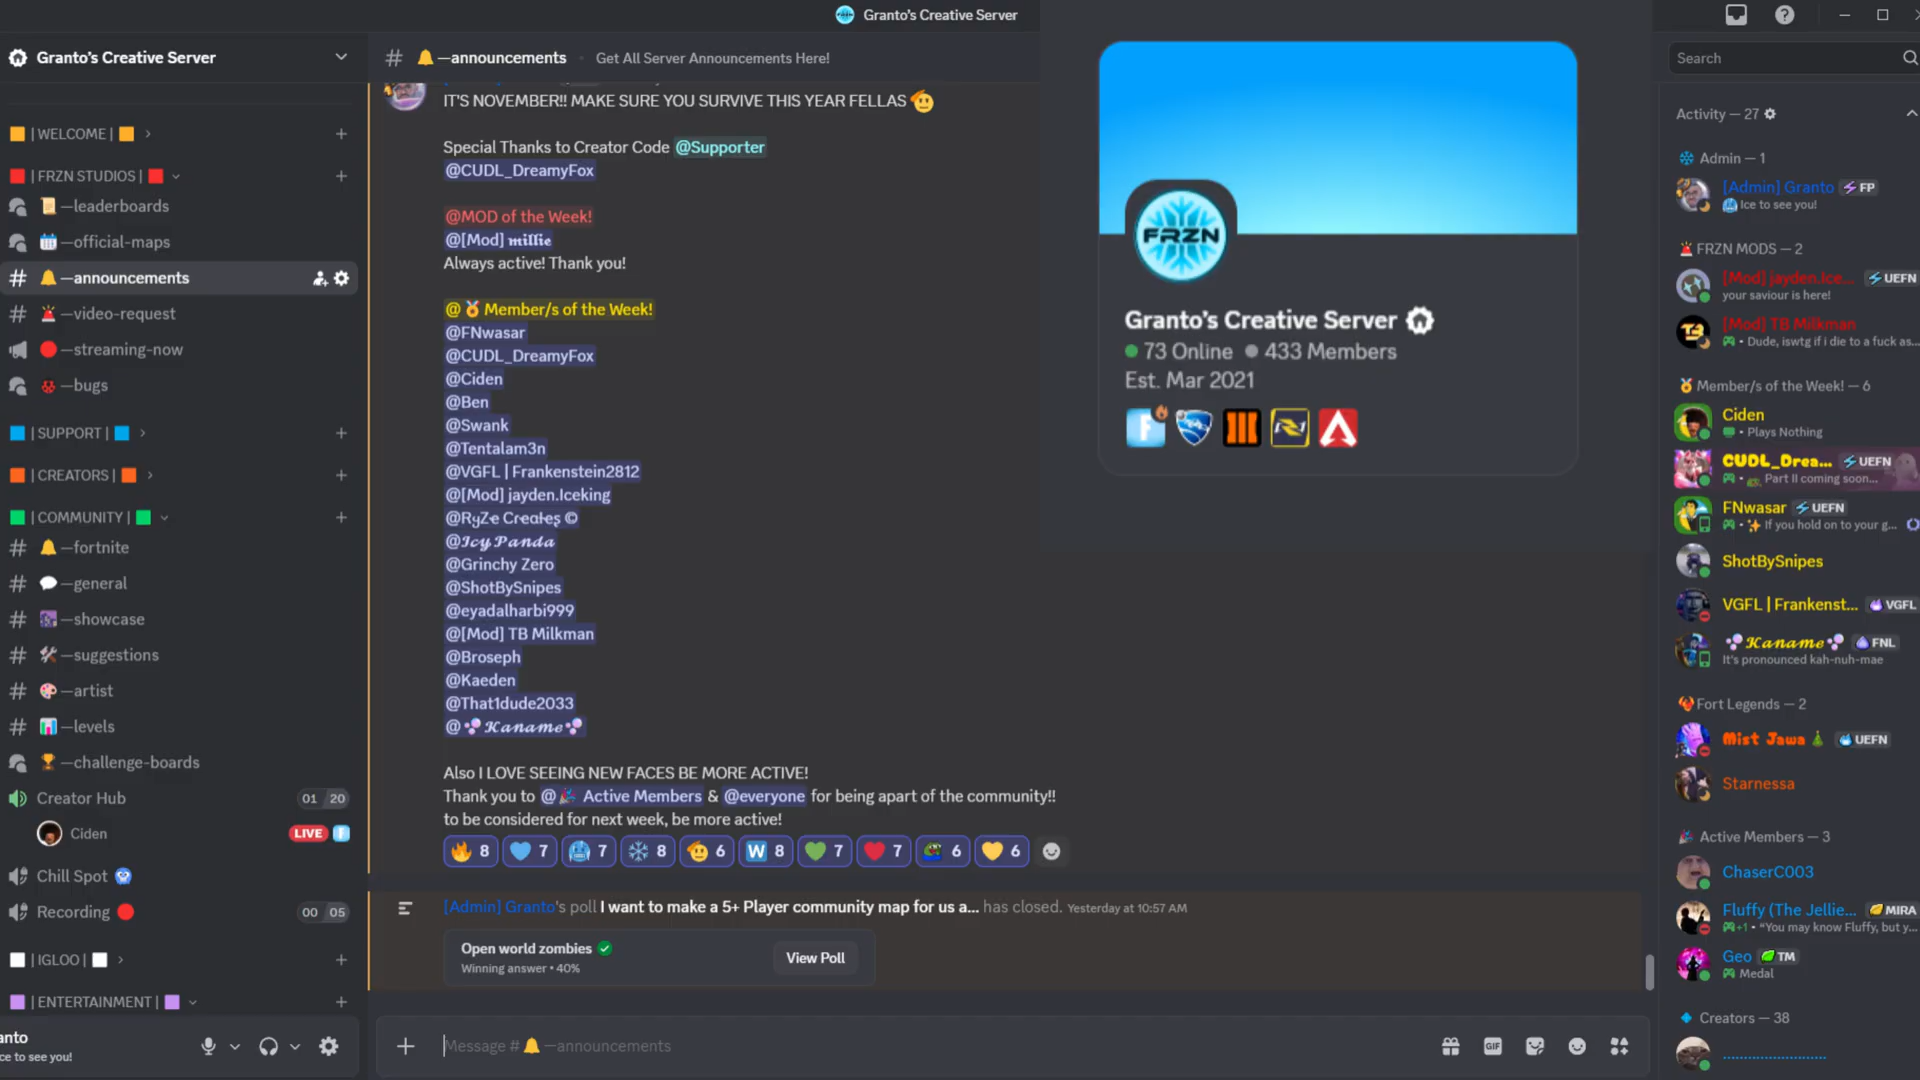 Granto's Creative Server
Granto's Creative Server
| WELCOME |
| FRZN STUDIOS |
—leaderboards
—official-maps
—announcements
—video-request
—streaming-now
—bugs
| SUPPORT |
| CREATORS |
| COMMUNITY |
—fortnite
—general
—showcase
—suggestions
—artist
—levels
—challenge-boards
Creator Hub 01 20
Ciden LIVE
Chill Spot
Recording 00 05
| IGLOO |
| ENTERTAINMENT |
anto
ce to see you!
—announcements · Get All Server Announcements Here!
IT'S NOVEMBER!! MAKE SURE YOU SURVIVE THIS YEAR FELLAS
Special Thanks to Creator Code @Supporter
@CUDL_DreamyFox
@MOD of the Week!
@[Mod] millie
Always active! Thank you!
@🏅Member/s of the Week!
@FNwasar
@CUDL_DreamyFox
@Ciden
@Ben
@Swank
@Tentalam3n
@VGFL | Frankenstein2812
@[Mod] jayden.Iceking
@RyZe Creates ©
@Icy Panda
@Grinchy Zero
@ShotBySnipes
@eyadalharbi999
@[Mod] TB Milkman
@Broseph
@Kaeden
@That1dude2033
@Kaname
Also I LOVE SEEING NEW FACES BE MORE ACTIVE!
Thank you to @🎉 Active Members & @everyone for being apart of the community!!
to be considered for next week, be more active!
8 7 7 8 6 W 8 7 7 6 6
[Admin] Granto's poll I want to make a 5+ Player community map for us a... has closed. Yesterday at 10:57 AM
Open world zombies
Winning answer • 40%
View Poll
Message # —announcements
GIF
FRZN
Granto's Creative Server
73 Online 433 Members
Est. Mar 2021
Search
Activity — 27
Admin — 1
[Admin] Granto FP
Ice to see you!
FRZN MODS — 2
[Mod] jayden.Ice... UEFN
your saviour is here!
[Mod] TB Milkman
• Dude, iswtg if i die to a fuck as...
Member/s of the Week! — 6
Ciden
• Plays Nothing
CUDL_Drea... UEFN
• Part II coming soon...
FNwasar UEFN
• If you hold on to your g...
ShotBySnipes
VGFL | Frankenst... VGFL
Kaname FNL
It's pronounced kah-nuh-mae
Fort Legends — 2
Mist Jawa UEFN
Starnessa
Active Members — 3
ChaserC003
Fluffy (The Jellie... MIRA
+1 • "You may know Fluffy, but y...
Geo TM
Medal
Creators — 38